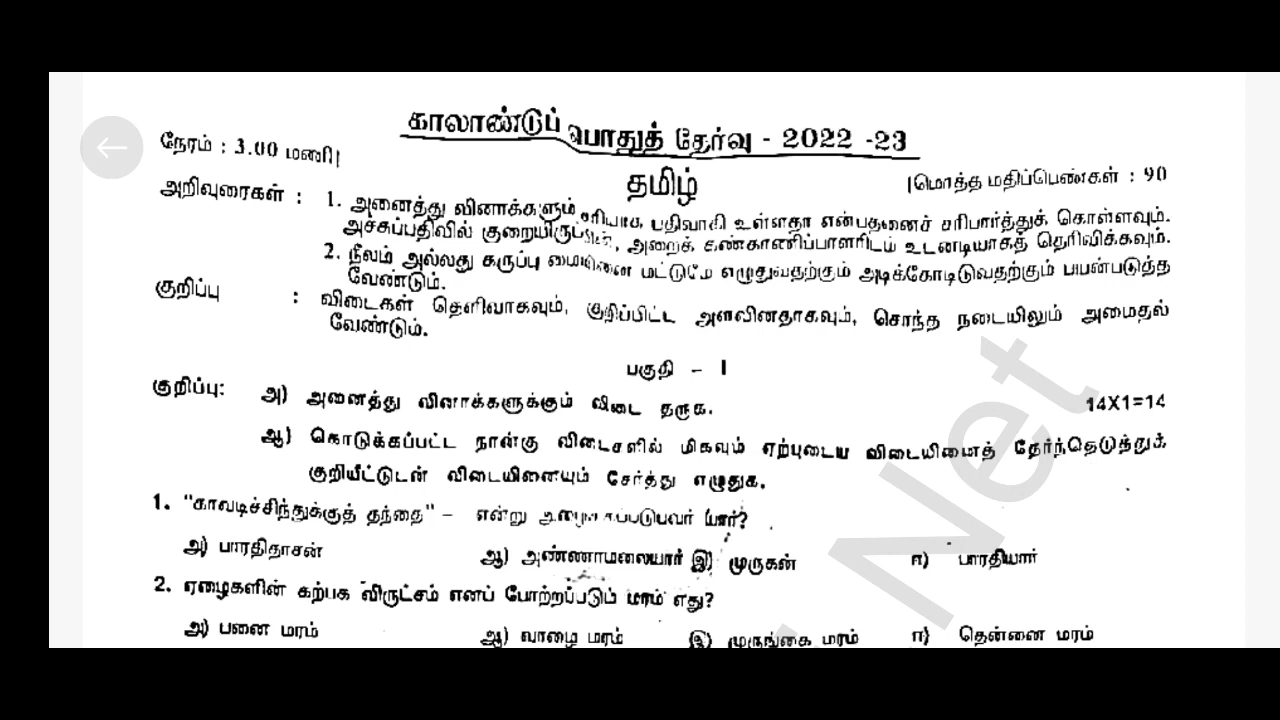 காலாண்டுப் பொதுத் தேர்வு - 2022 -23
நேரம் : 3.00 மணி|
தமிழ்
|மொத்த மதிப்பெண்கள் : 90
அறிவுரைகள் : 1. அனைத்து வினாக்களும் சரியாக பதிவாகி உள்ளதா என்பதனைச் சரிபார்த்துக் கொள்ளவும்.
அச்சுப்பதிவில் குறையிருப்பின், அறைக் கண்காணிப்பாளரிடம் உடனடியாகத் தெரிவிக்கவும்.
2. நீலம் அல்லது கருப்பு மையினை மட்டுமே எழுதுவதற்கும் அடிக்கோடிடுவதற்கும் பயன்படுத்த
வேண்டும்.
குறிப்பு : விடைகள் தெளிவாகவும், குறிப்பிட்ட அளவினதாகவும், சொந்த நடையிலும் அமைதல்
வேண்டும்.
பகுதி - I
குறிப்பு: அ) அனைத்து வினாக்களுக்கும் விடை தருக. 14X1=14
ஆ) கொடுக்கப்பட்ட நான்கு விடைகளில் மிகவும் ஏற்புடைய விடையினைத் தேர்ந்தெடுத்துக்
குறியீட்டுடன் விடையினையும் சேர்த்து எழுதுக.
1. "காவடிச்சிந்துக்குத் தந்தை" - என்று அழைக்கப்படுபவர் யார்?
அ) பாரதிதாசன் ஆ) அண்ணாமலையார் இ) முருகன் ஈ) பாரதியார்
2. ஏழைகளின் கற்பக விருட்சம் எனப் போற்றப்படும் மரம் எது?
அ) பனை மரம் ஆ) வாழை மரம் இ) முருங்கை மரம் ஈ) தென்னை மரம்
Net